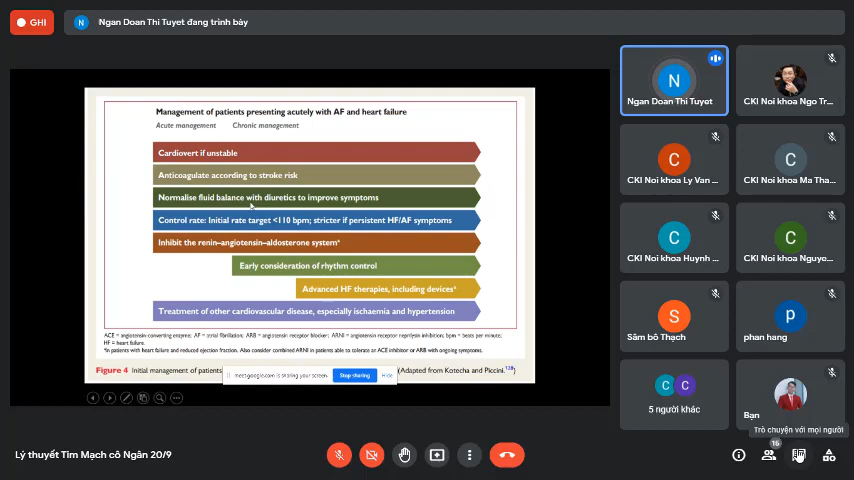 GHI
N
Ngan Doan Thi Tuyet đang trình bày
Management of patients presenting acutely with AF and heart failure
Acute management Chronic management
Cardiovert if unstable
Anticoagulate according to stroke risk
Normalise fluid balance with diuretics to improve symptoms
Control rate: Initial rate target <110 bpm; stricter if persistent HF/AF symptoms
Inhibit the renin–angiotensin–aldosterone systemᵃ
Early consideration of rhythm control
Advanced HF therapies, including devicesᵃ
Treatment of other cardiovascular disease, especially ischaemia and hypertension
ACE = angiotensin-converting enzyme; AF = atrial fibrillation; ARB = angiotensin receptor blocker; ARNI = angiotensin receptor neprilysin inhibition; bpm = beats per minute;
HF = heart failure.
ᵃIn patients with heart failure and reduced ejection fraction. Also consider combined ARNI in patients able to tolerate an ACE inhibitor or ARB with ongoing symptoms.
Figure 4 Initial management of patients (Adapted from Kotecha and Piccini.¹²⁸)
meet.google.com is sharing your screen. Stop sharing Hide
N
Ngan Doan Thi Tuyet
CKI Noi khoa Ngo Tr...
C
CKI Noi khoa Ly Van ...
C
CKI Noi khoa Ma Tha...
C
CKI Noi khoa Huynh ...
C
CKI Noi khoa Nguye...
S
Sâm bô Thạch
p
phan hang
C C
5 người khác
Bạn
Trò chuyện với mọi người
Lý thuyết Tim Mạch cô Ngân 20/9
16